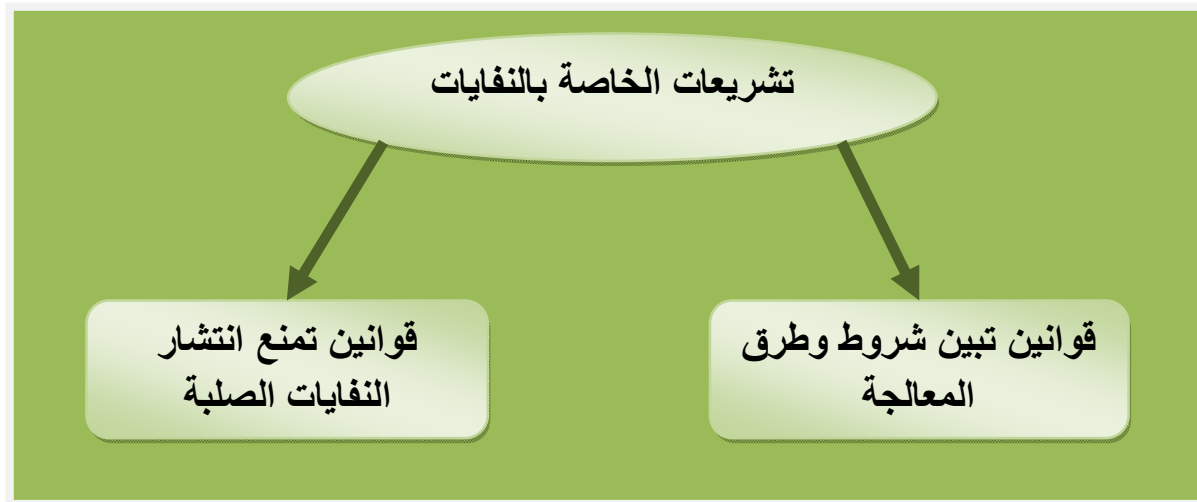 تشريعات الخاصة بالنفايات
قوانين تبين شروط وطرق
المعالجة
قوانين تمنع انتشار
النفايات الصلبة